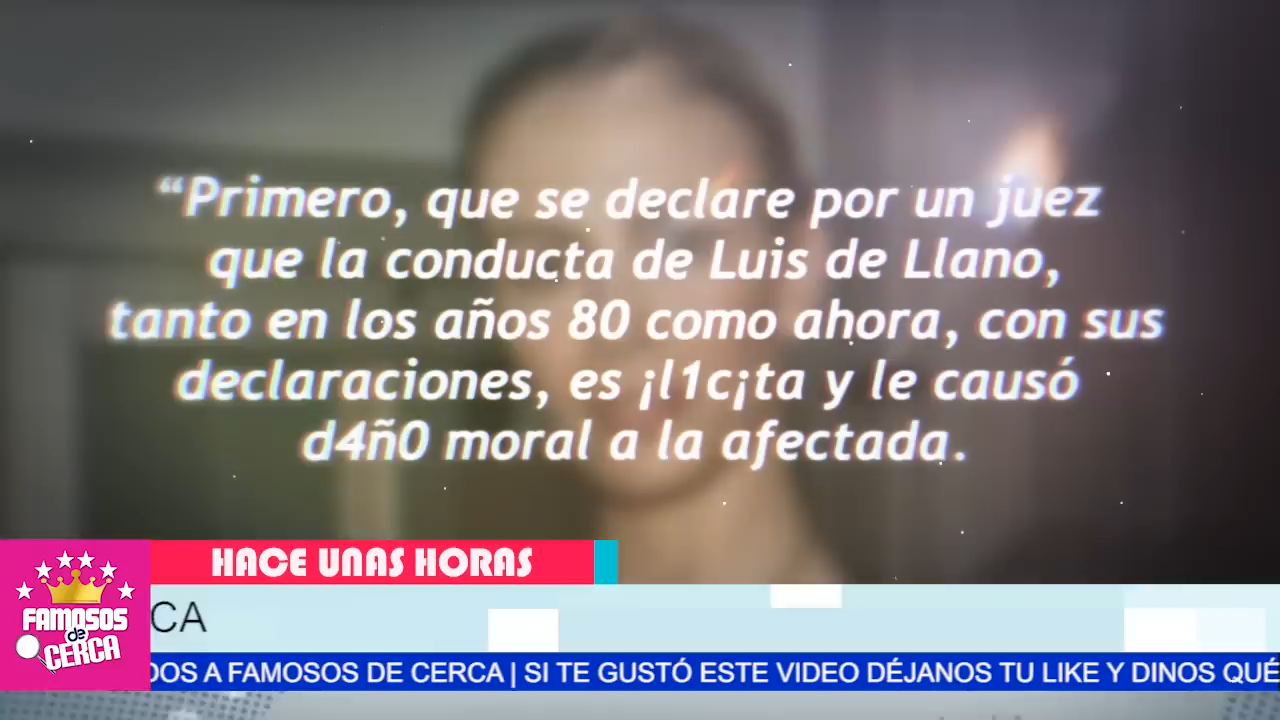 “Primero, que se declare por un juez
que la conducta de Luis de Llano,
tanto en los años 80 como ahora, con sus
declaraciones, es ¡l1c¡ta y le causó
d4ñ0 moral a la afectada.
HACE UNAS HORAS
FAMOSOS
de
CERCA
CA
DOS A FAMOSOS DE CERCA | SI TE GUSTÓ ESTE VIDEO DÉJANOS TU LIKE Y DINOS QUÉ